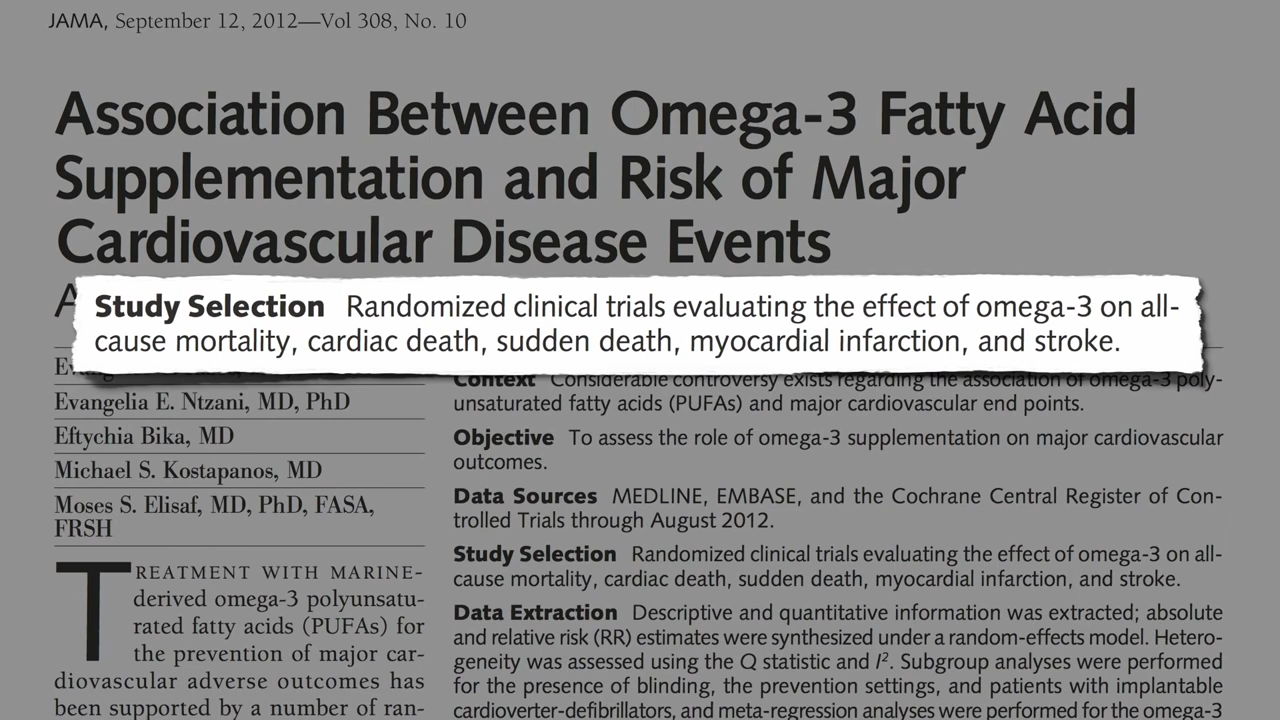 JAMA, September 12, 2012—Vol 308, No. 10
Association Between Omega-3 Fatty Acid
Supplementation and Risk of Major
Cardiovascular Disease Events
Study Selection Randomized clinical trials evaluating the effect of omega-3 on all-
cause mortality, cardiac death, sudden death, myocardial infarction, and stroke.
Evangelia E. Ntzani, MD, PhD
Eftychia Bika, MD
Michael S. Kostapanos, MD
Moses S. Elisaf, MD, PhD, FASA,
FRSH
TREATMENT WITH MARINE-
derived omega-3 polyunsatu-
rated fatty acids (PUFAs) for
the prevention of major car-
diovascular adverse outcomes has
been supported by a number of ran-
Context Considerable controversy exists regarding the association of omega-3 poly-
unsaturated fatty acids (PUFAs) and major cardiovascular end points.
Objective To assess the role of omega-3 supplementation on major cardiovascular
outcomes.
Data Sources MEDLINE, EMBASE, and the Cochrane Central Register of Con-
trolled Trials through August 2012.
Study Selection Randomized clinical trials evaluating the effect of omega-3 on all-
cause mortality, cardiac death, sudden death, myocardial infarction, and stroke.
Data Extraction Descriptive and quantitative information was extracted; absolute
and relative risk (RR) estimates were synthesized under a random-effects model. Hetero-
geneity was assessed using the Q statistic and I². Subgroup analyses were performed
for the presence of blinding, the prevention settings, and patients with implantable
cardioverter-defibrillators, and meta-regression analyses were performed for the omega-3